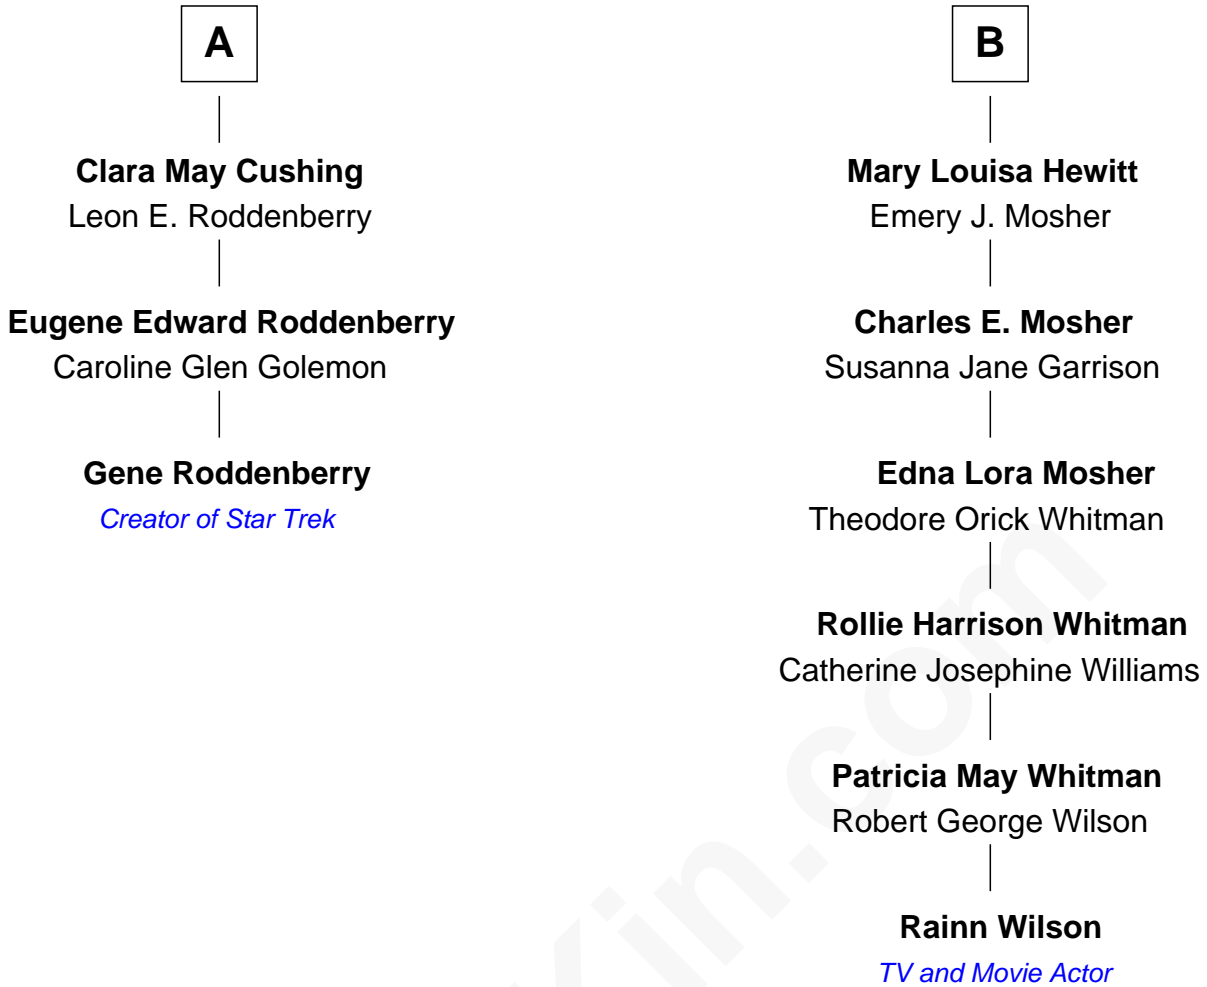 A
Clara May Cushing
Leon E. Roddenberry
Eugene Edward Roddenberry
Caroline Glen Golemon
Gene Roddenberry
Creator of Star Trek
B
Mary Louisa Hewitt
Emery J. Mosher
Charles E. Mosher
Susanna Jane Garrison
Edna Lora Mosher
Theodore Orick Whitman
Rollie Harrison Whitman
Catherine Josephine Williams
Patricia May Whitman
Robert George Wilson
Rainn Wilson
TV and Movie Actor
Kin.com